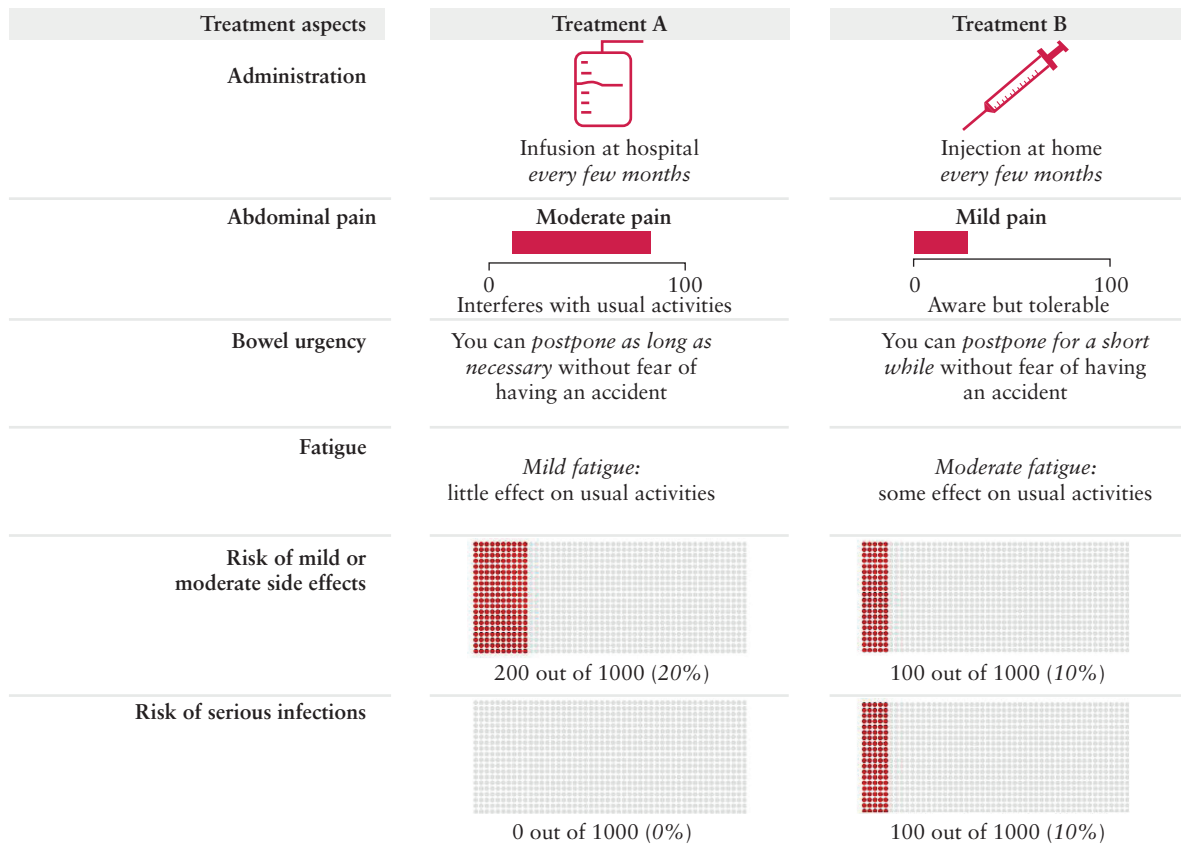 Treatment aspects Treatment A Treatment B
Administration
Infusion at hospital Injection at home
every few months every few months
Abdominal pain Moderate pain Mild pain
0 100 0 100
Interferes with usual activities Aware but tolerable
Bowel urgency You can postpone as long as You can postpone for a short
necessary without fear of while without fear of having
having an accident an accident
Fatigue
Mild fatigue: Moderate fatigue:
little effect on usual activities some effect on usual activities
Risk of mild or
moderate side effects
200 out of 1000 (20%) 100 out of 1000 (10%)
Risk of serious infections
0 out of 1000 (0%) 100 out of 1000 (10%)